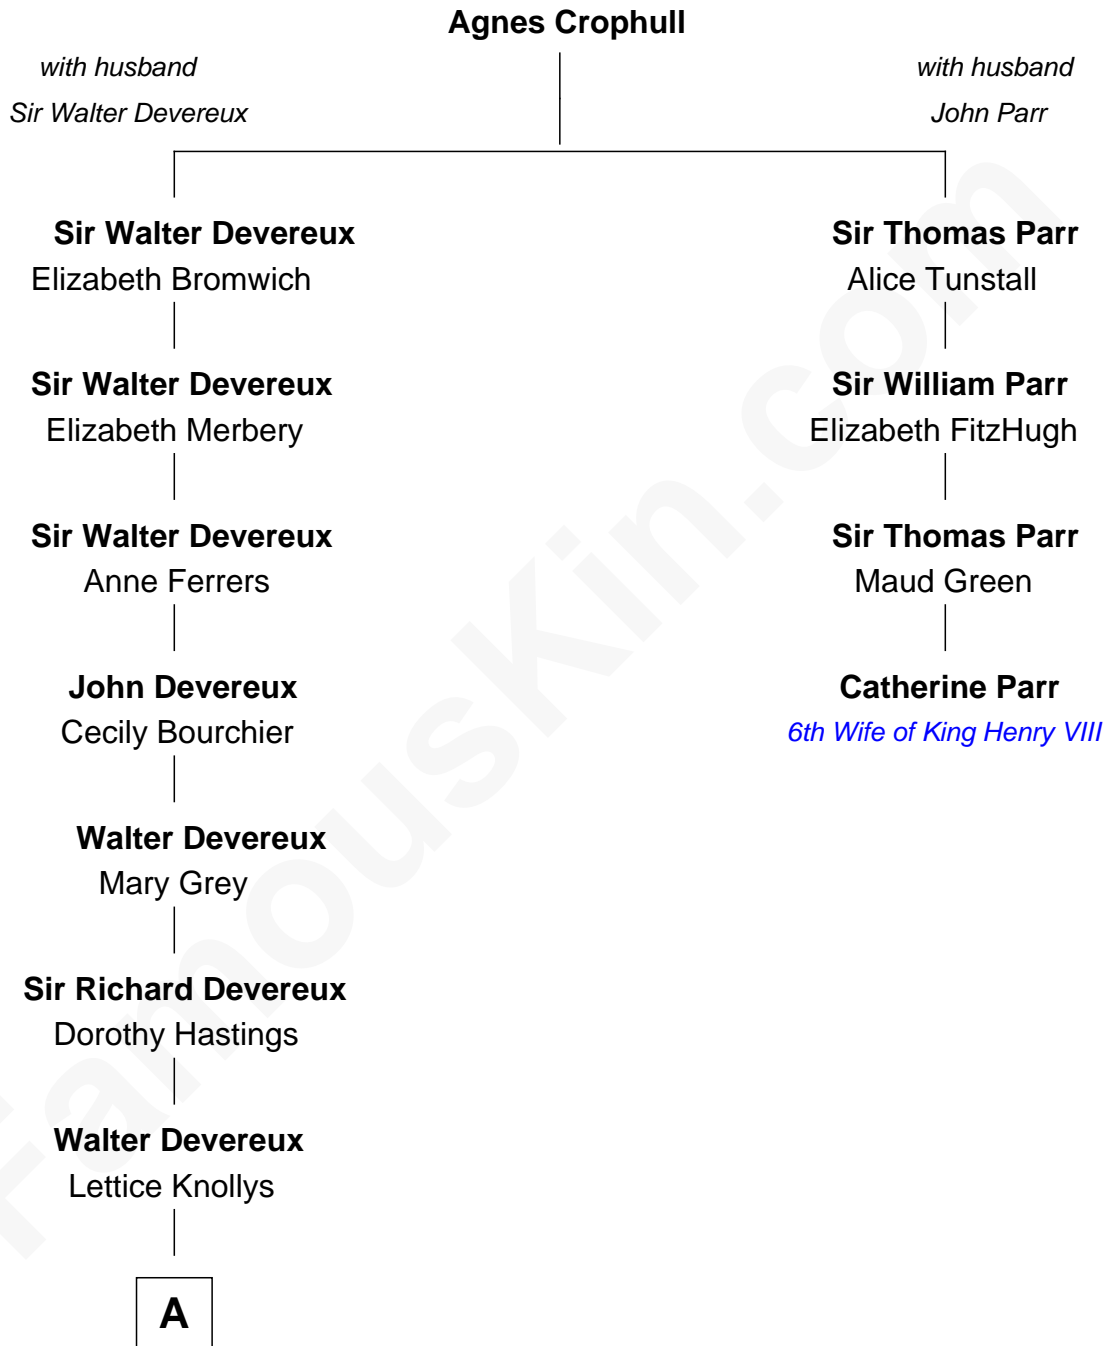 Agnes Crophull
with husband
Sir Walter Devereux
with husband
John Parr
Sir Walter Devereux
Elizabeth Bromwich
Sir Walter Devereux
Elizabeth Merbery
Sir Walter Devereux
Anne Ferrers
John Devereux
Cecily Bourchier
Walter Devereux
Mary Grey
Sir Richard Devereux
Dorothy Hastings
Walter Devereux
Lettice Knollys
A
Sir Thomas Parr
Alice Tunstall
Sir William Parr
Elizabeth FitzHugh
Sir Thomas Parr
Maud Green
Catherine Parr
6th Wife of King Henry VIII
FamousKin.com